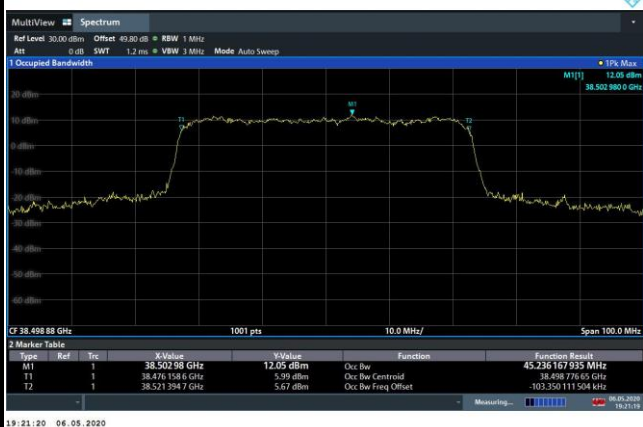 MultiView Spectrum
Ref Level 30.00 dBm Offset 49.80 dB RBW 1 MHz
Att 0 dB SWT 1.2 ms VBW 3 MHz Mode Auto Sweep
1 Occupied Bandwidth 1Pk Max
M1[1] 12.05 dBm
38.502 980 0 GHz
20 dBm
M1
10 dBm
T1
T2
0 dBm
-10 dBm
-20 dBm
-30 dBm
-40 dBm
-50 dBm
-60 dBm
CF 38.498 88 GHz 1001 pts 10.0 MHz/ Span 100.0 MHz
2 Marker Table
Type Ref Trc X-Value Y-Value Function Function Result
M1 1 38.502 98 GHz 12.05 dBm Occ Bw 45.236 167 935 MHz
T1 1 38.476 158 6 GHz 5.99 dBm Occ Bw Centroid 38.498 776 65 GHz
T2 1 38.521 394 7 GHz 5.67 dBm Occ Bw Freq Offset -103.350 111 504 kHz
Measuring... 06.05.2020
19:21:19
19:21:20 06.05.2020